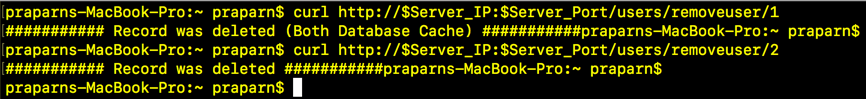 [praparns-MacBook-Pro:~ praparn$ curl http://$Server_IP:$Server_Port/users/removeuser/1
[########### Record was deleted (Both Database Cache) ###########praparns-MacBook-Pro:~ praparn$
[praparns-MacBook-Pro:~ praparn$ curl http://$Server_IP:$Server_Port/users/removeuser/2
[########### Record was deleted ###########praparns-MacBook-Pro:~ praparn$
praparns-MacBook-Pro:~ praparn$